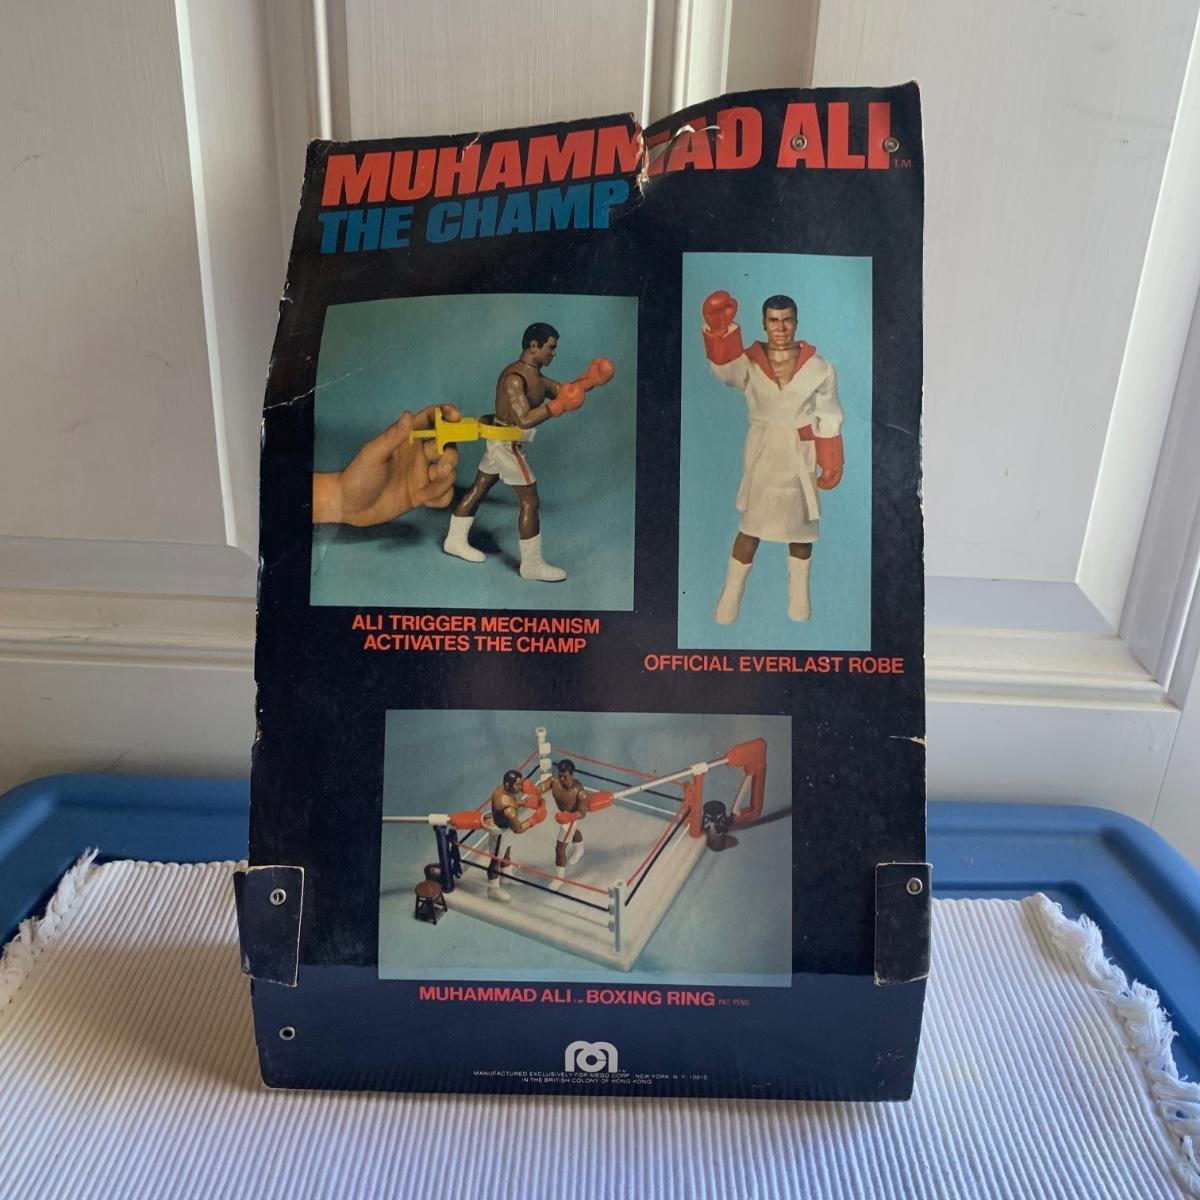 MUHAMMAD ALI TM
THE CHAMP
ALI TRIGGER MECHANISM
ACTIVATES THE CHAMP
OFFICIAL EVERLAST ROBE
MUHAMMAD ALI TM BOXING RING PAT. PEND.
MANUFACTURED EXCLUSIVELY FOR MEGO CORP. NEW YORK, N.Y. 10010
IN THE BRITISH COLONY OF HONG KONG